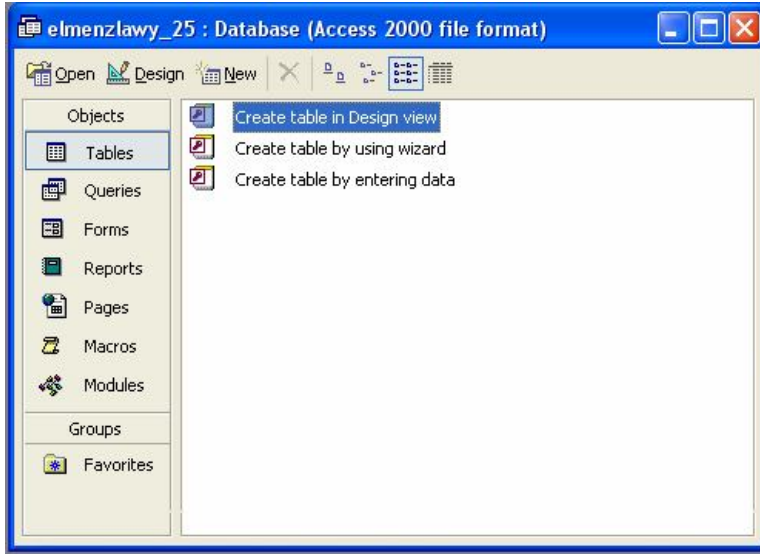 elmenzlawy_25 : Database (Access 2000 file format)
Open Design New
Objects
Tables
Queries
Forms
Reports
Pages
Macros
Modules
Groups
Favorites
Create table in Design view
Create table by using wizard
Create table by entering data